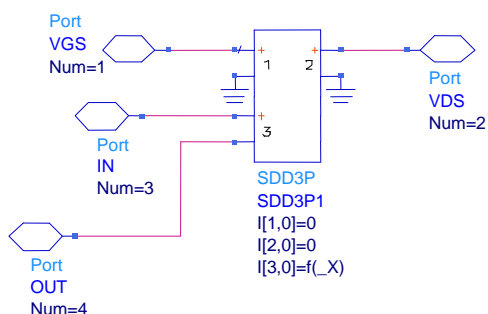 Port
VGS
Num=1
+
1
+
2
Port
VDS
Num=2
Port
IN
Num=3
+
3
SDD3P
SDD3P1
I[1,0]=0
I[2,0]=0
I[3,0]=f(_X)
Port
OUT
Num=4